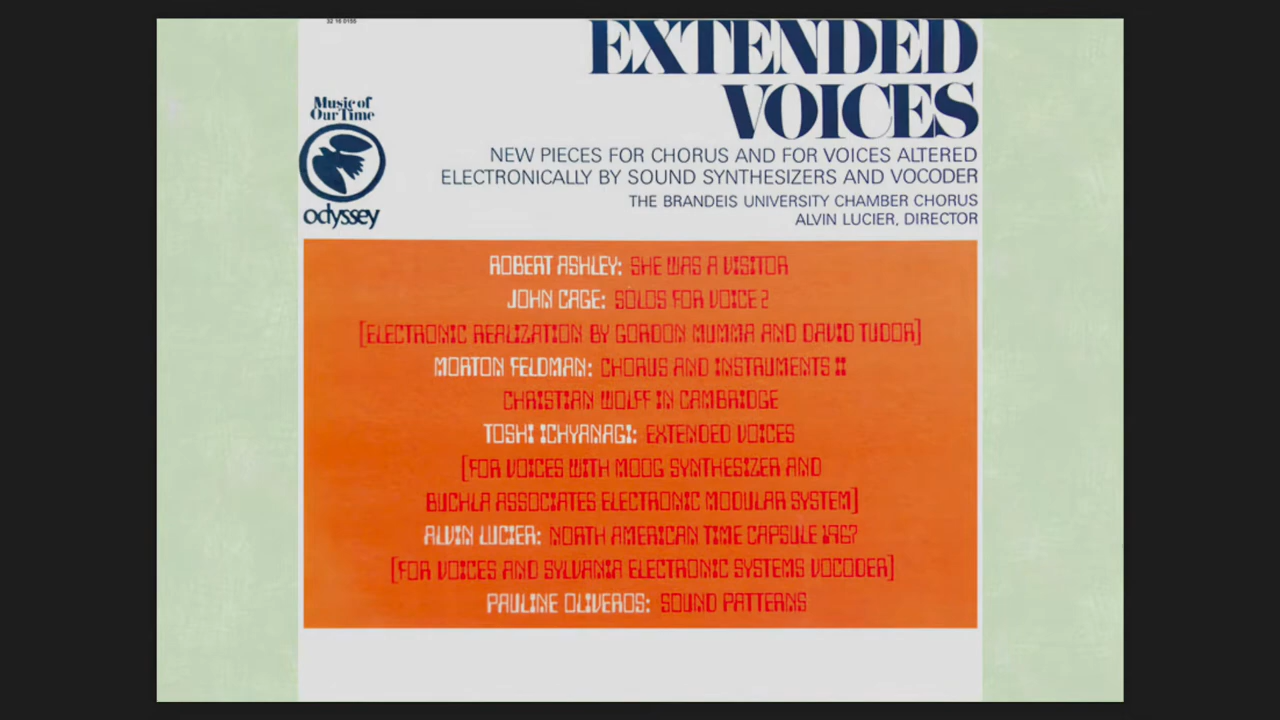 32 16 0155
EXTENDED
VOICES
Music of
Our Time
odyssey
NEW PIECES FOR CHORUS AND FOR VOICES ALTERED
ELECTRONICALLY BY SOUND SYNTHESIZERS AND VOCODER
THE BRANDEIS UNIVERSITY CHAMBER CHORUS
ALVIN LUCIER, DIRECTOR
ROBERT ASHLEY: SHE WAS A VISITOR
JOHN CAGE: SOLOS FOR VOICE 2
[ELECTRONIC REALIZATION BY GORDON MUMMA AND DAVID TUDOR]
MORTON FELDMAN: CHORUS AND INSTRUMENTS II
CHRISTIAN WOLFF IN CAMBRIDGE
TOSHI ICHYANAGI: EXTENDED VOICES
[FOR VOICES WITH MOOG SYNTHESIZER AND
BUCHLA ASSOCIATES ELECTRONIC MODULAR SYSTEM]
ALVIN LUCIER: NORTH AMERICAN TIME CAPSULE 1967
[FOR VOICES AND SYLVANIA ELECTRONIC SYSTEMS VOCODER]
PAULINE OLIVEROS: SOUND PATTERNS